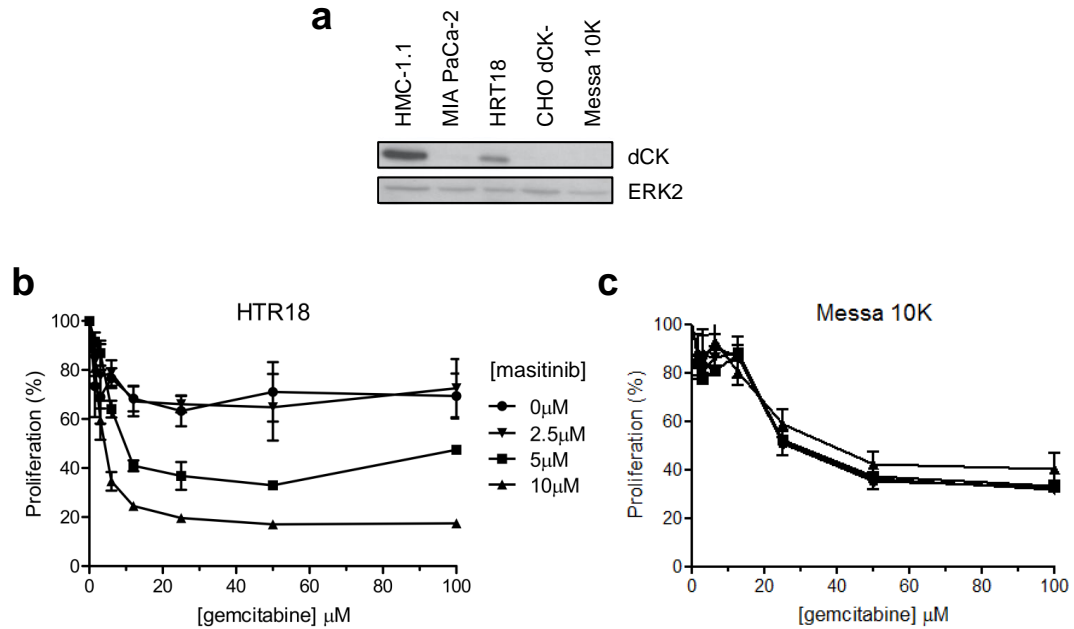 a
HMC-1.1
MIA PaCa-2
HRT18
CHO dCK-
Messa 10K
dCK
ERK2
b
HTR18
Proliferation (%)
100
80
60
40
20
0
0 20 40 60 80 100
[gemcitabine] μM
[masitinib]
0μM
2.5μM
5μM
10μM
c
Messa 10K
Proliferation (%)
100
80
60
40
20
0
0 20 40 60 80 100
[gemcitabine] μM